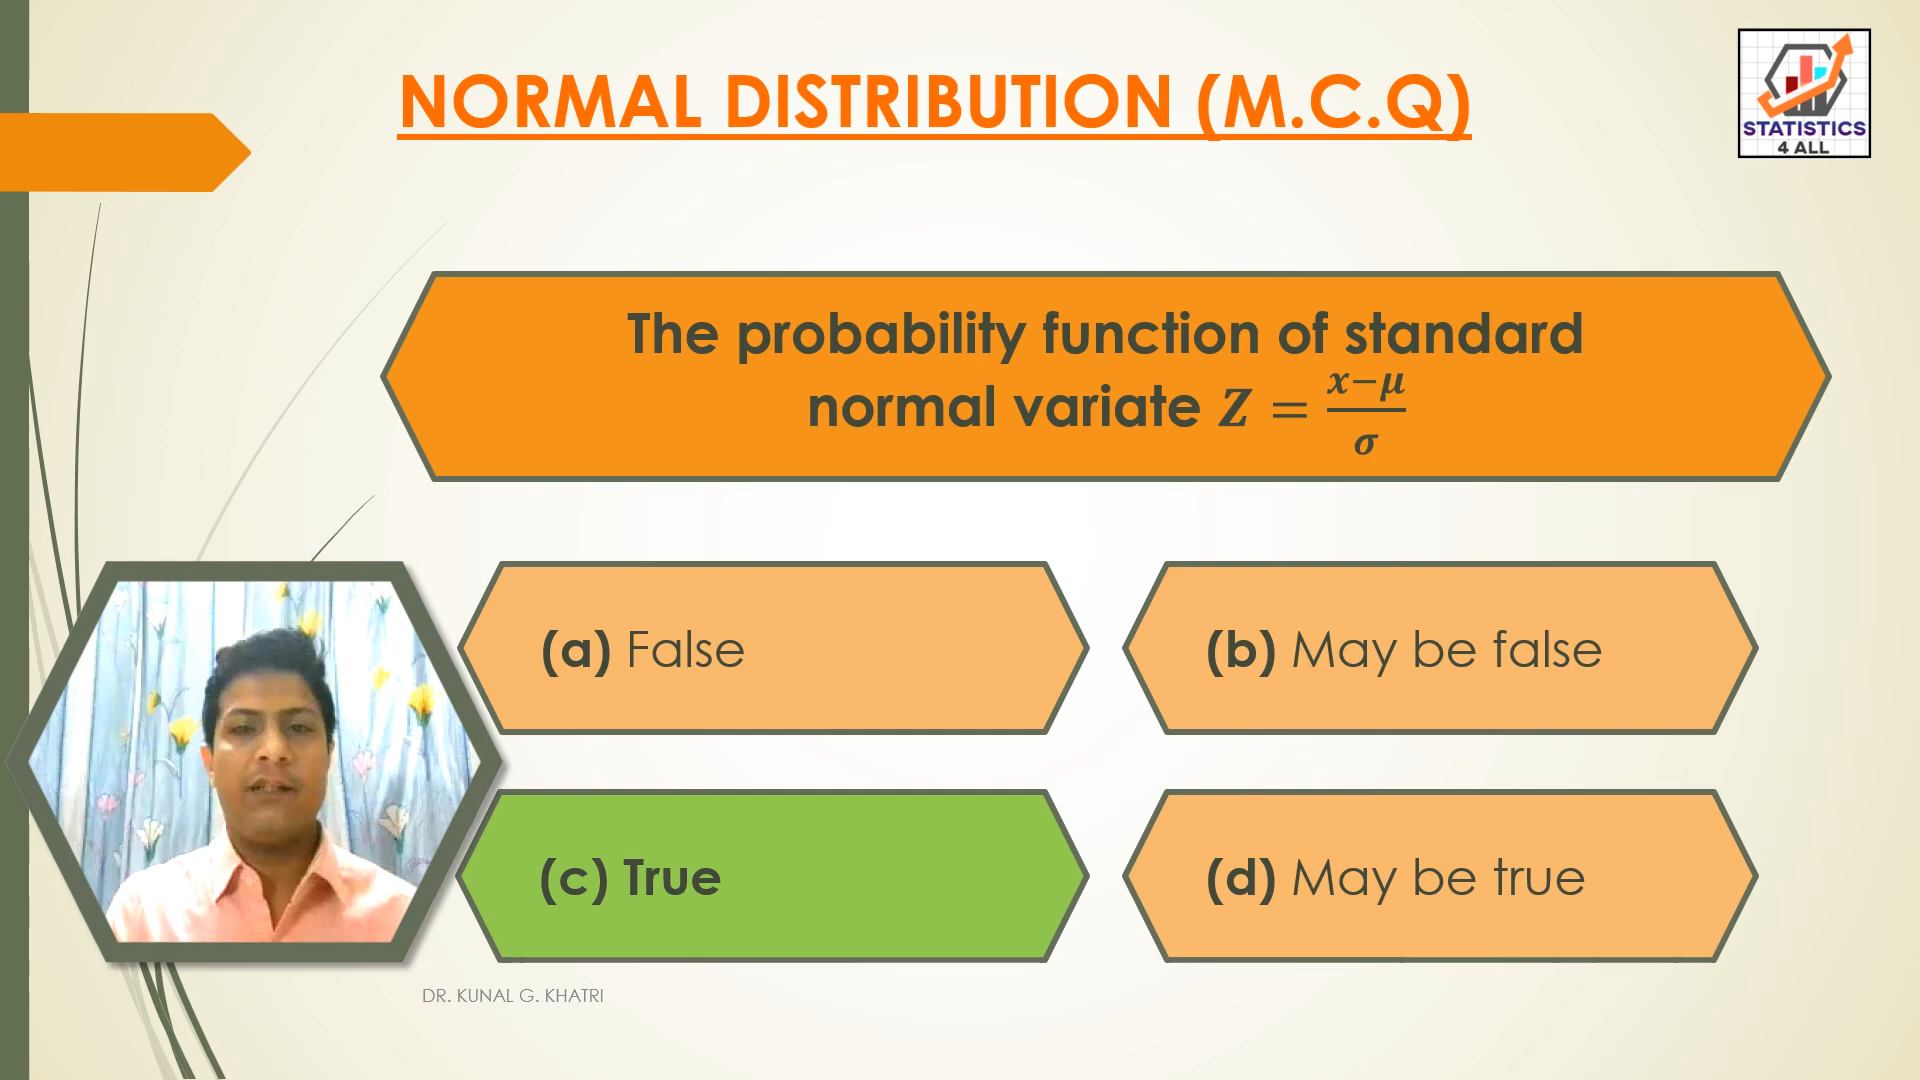 NORMAL DISTRIBUTION (M.C.Q)
STATISTICS
4 ALL
The probability function of standard
normal variate Z = (x−μ)/σ
(a) False
(b) May be false
(c) True
(d) May be true
DR. KUNAL G. KHATRI